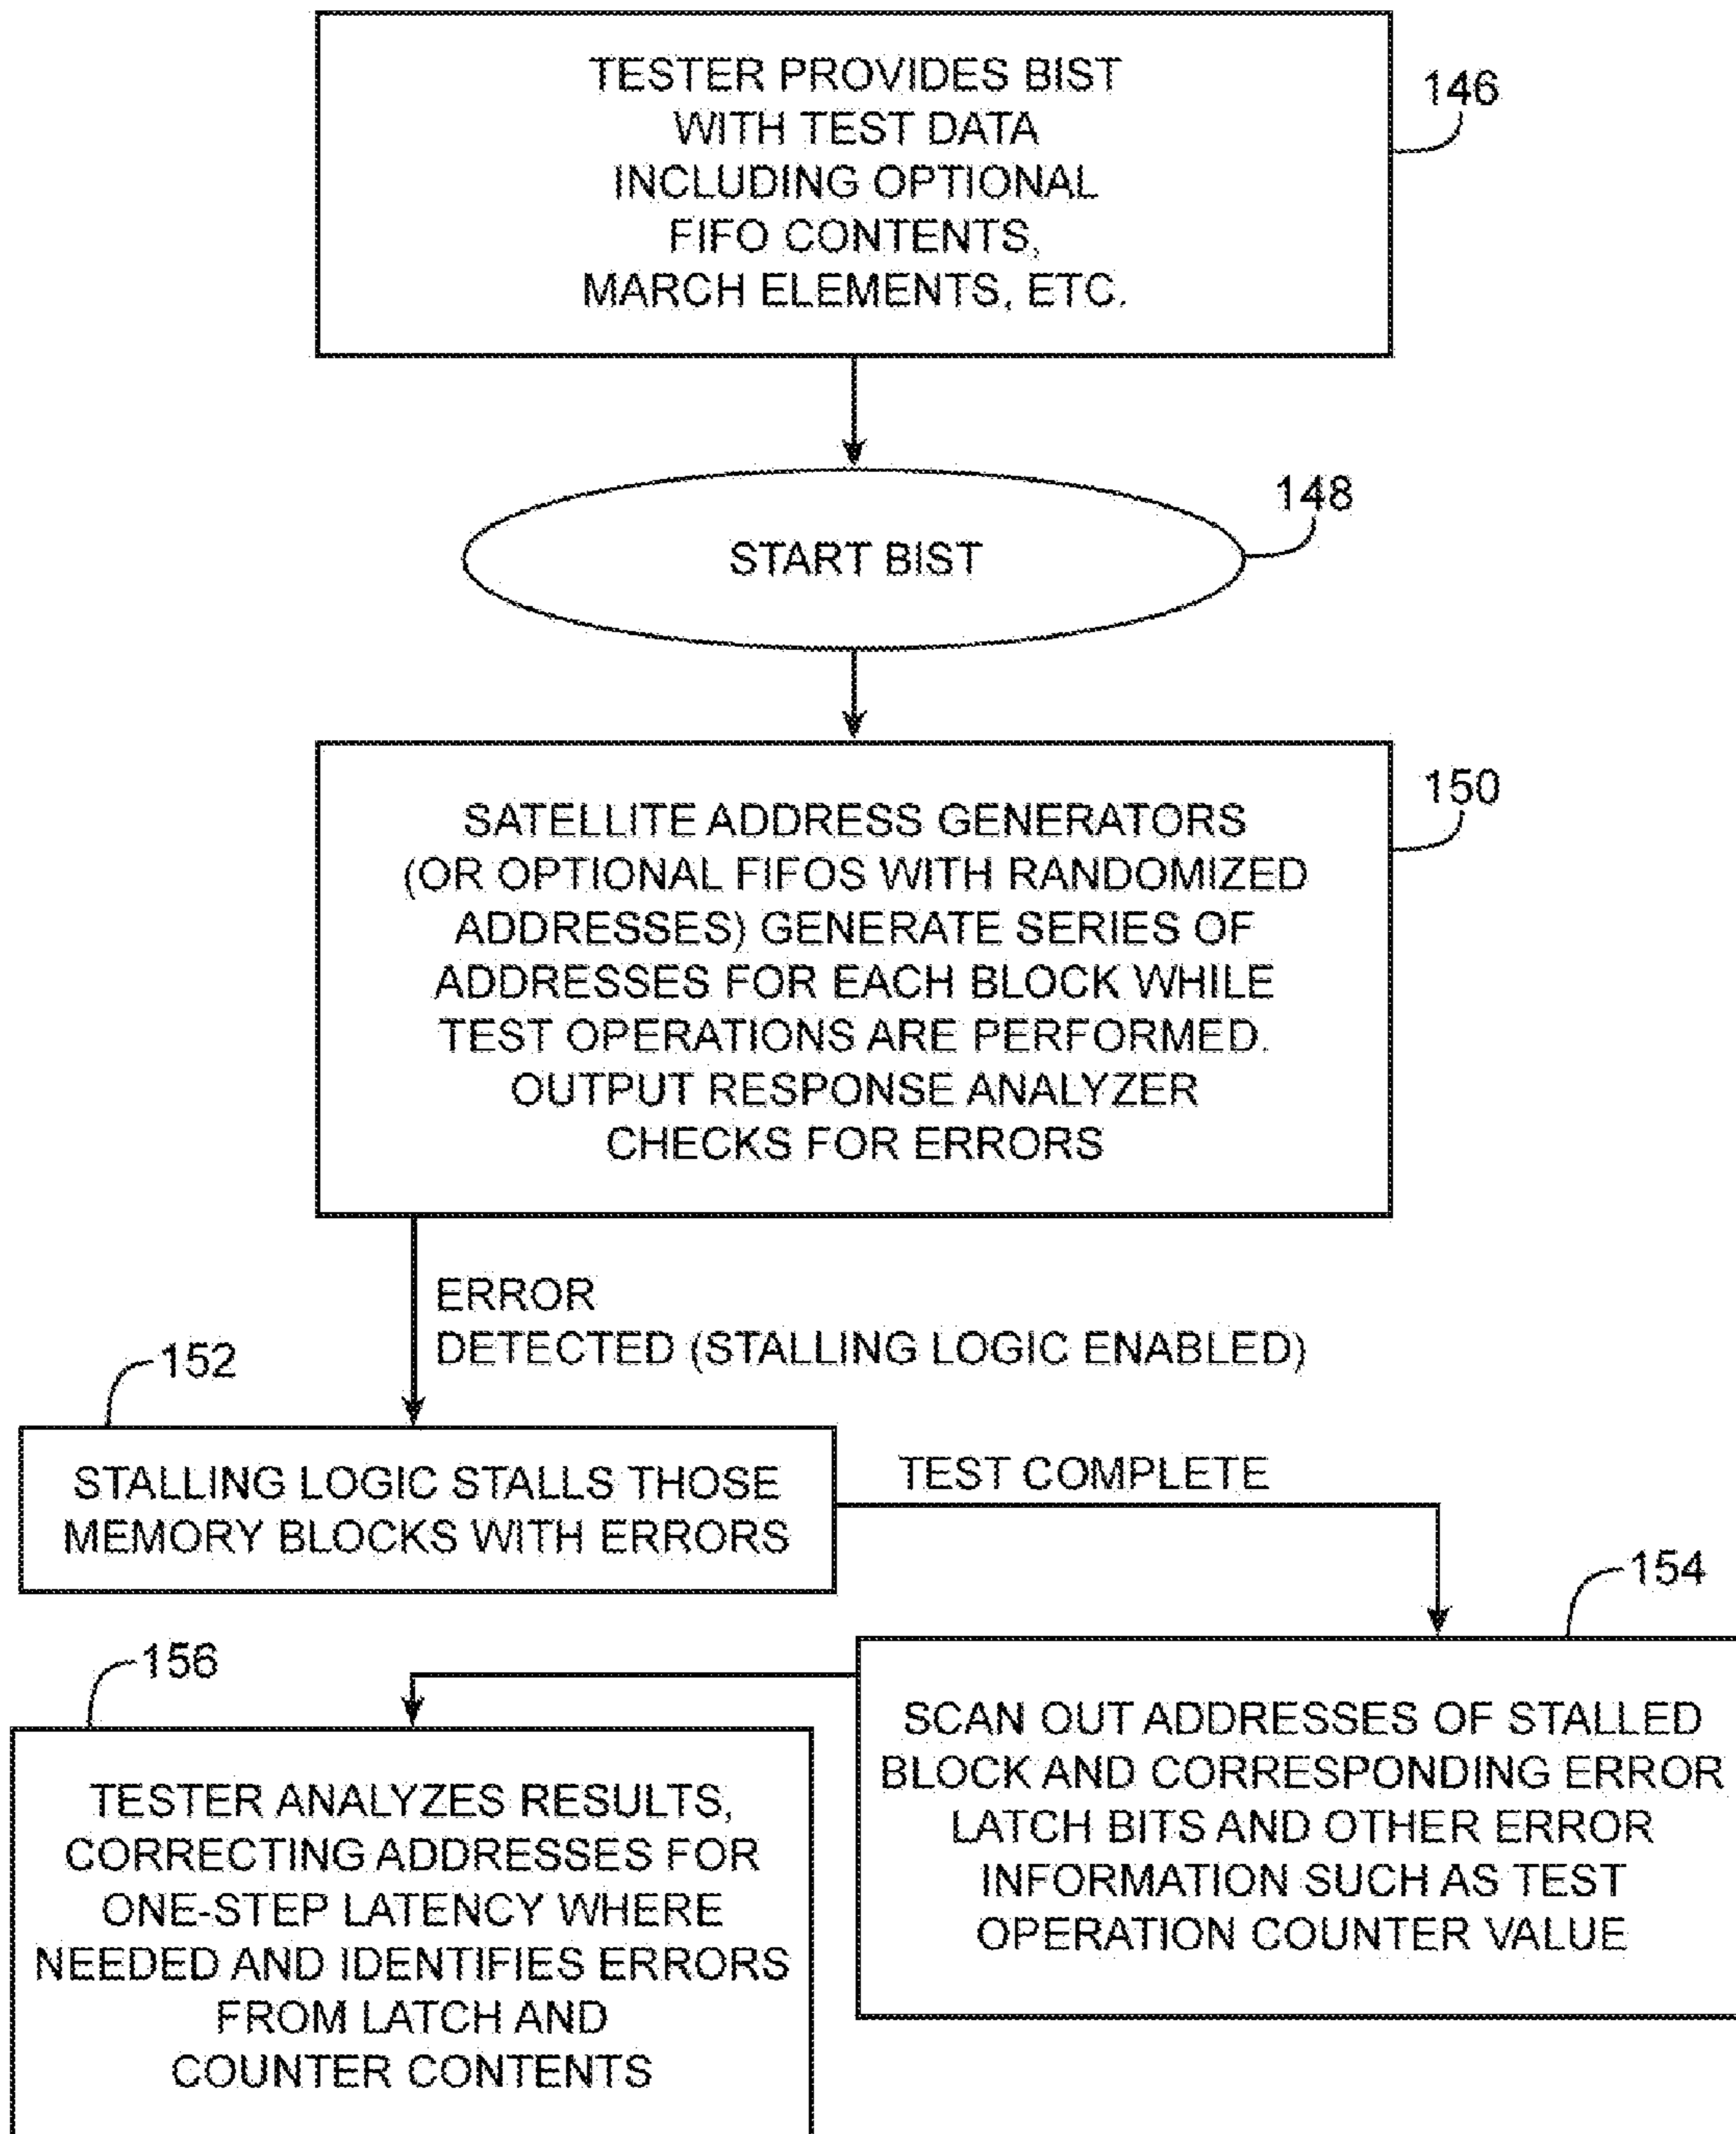 TESTER PROVIDES BIST
WITH TEST DATA
INCLUDING OPTIONAL
FIFO CONTENTS,
MARCH ELEMENTS, ETC.
146
START BIST
148
SATELLITE ADDRESS GENERATORS
(OR OPTIONAL FIFOS WITH RANDOMIZED
ADDRESSES) GENERATE SERIES OF
ADDRESSES FOR EACH BLOCK WHILE
TEST OPERATIONS ARE PERFORMED.
OUTPUT RESPONSE ANALYZER
CHECKS FOR ERRORS
150
ERROR
DETECTED (STALLING LOGIC ENABLED)
152
STALLING LOGIC STALLS THOSE
MEMORY BLOCKS WITH ERRORS
TEST COMPLETE
154
SCAN OUT ADDRESSES OF STALLED
BLOCK AND CORRESPONDING ERROR
LATCH BITS AND OTHER ERROR
INFORMATION SUCH AS TEST
OPERATION COUNTER VALUE
156
TESTER ANALYZES RESULTS,
CORRECTING ADDRESSES FOR
ONE-STEP LATENCY WHERE
NEEDED AND IDENTIFIES ERRORS
FROM LATCH AND
COUNTER CONTENTS